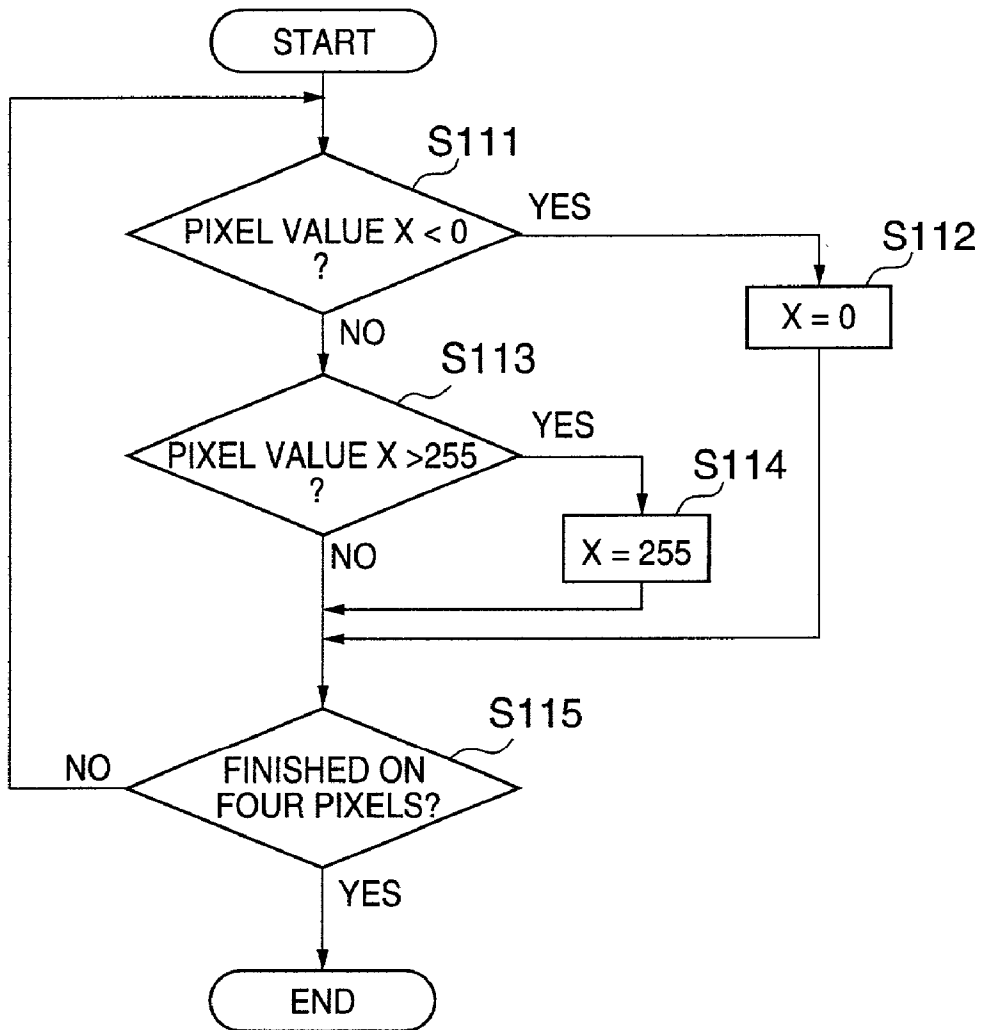 START
S111
PIXEL VALUE X < 0
?
YES
S112
X = 0
NO
S113
PIXEL VALUE X >255
?
YES
S114
X = 255
NO
S115
FINISHED ON
FOUR PIXELS?
NO
YES
END